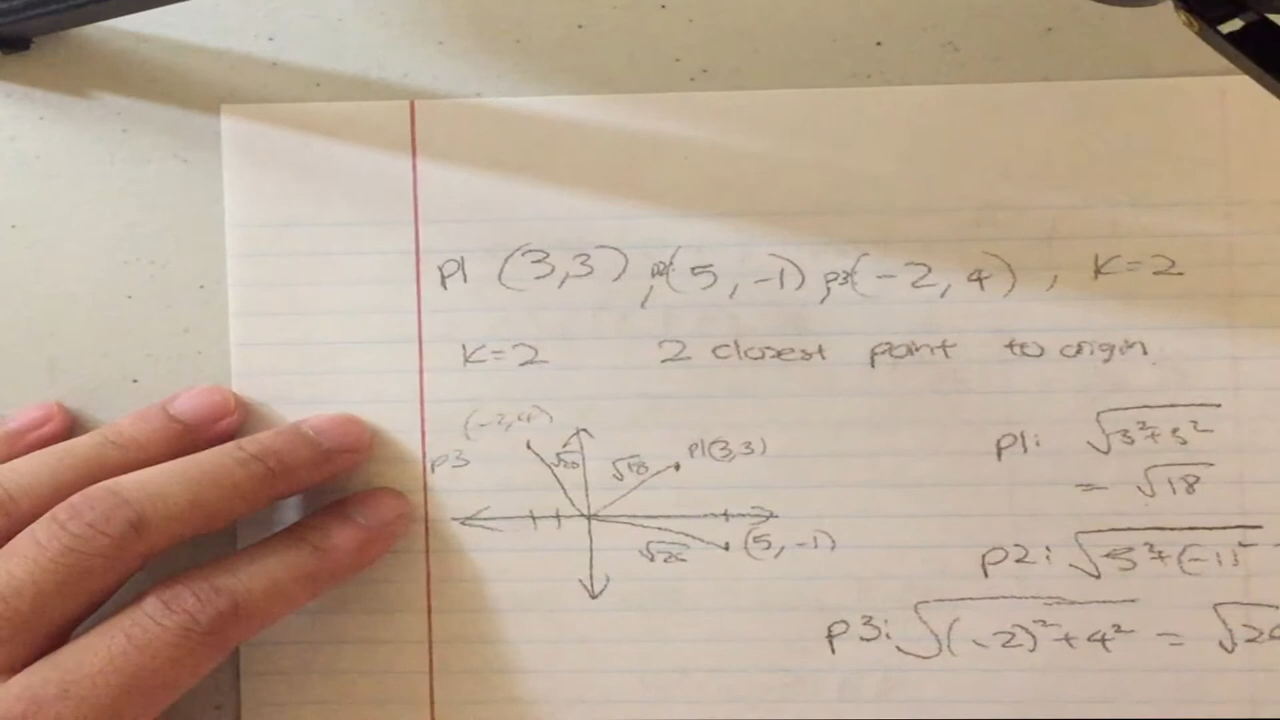 p1 (3,3), p2(5,-1), p3(-2,4), K=2
K=2 2 closest point to origin.
(-2,4)
p3
√20
√18
p1(3,3)
√26
(5,-1)
p1: √3²+3²
= √18
p2: √5²+(-1)²
p3: √(-2)²+4² = √20